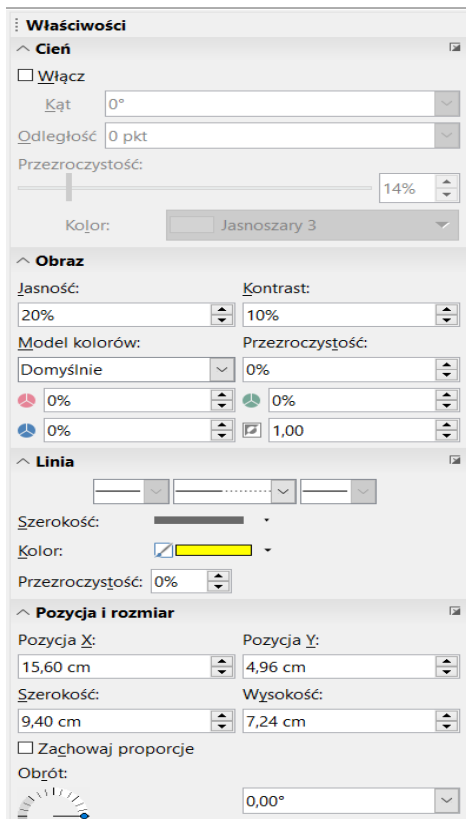 Właściwości
Cień
Włącz
Kąt 0°
Odległość 0 pkt
Przezroczystość:
14%
Kolor: Jasnoszary 3
Obraz
Jasność: Kontrast:
20% 10%
Model kolorów: Przezroczystość:
Domyślnie 0%
0% 0%
0% 1,00
Linia
Szerokość:
Kolor:
Przezroczystość: 0%
Pozycja i rozmiar
Pozycja X: Pozycja Y:
15,60 cm 4,96 cm
Szerokość: Wysokość:
9,40 cm 7,24 cm
Zachowaj proporcje
Obrót:
0,00°